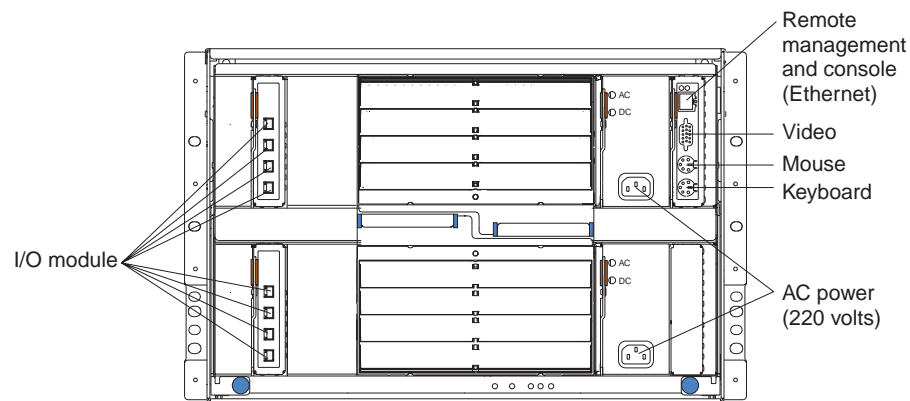 Remote
management
and console
(Ethernet)
AC
DC
Video
Mouse
Keyboard
I/O module
AC
DC
AC power
(220 volts)